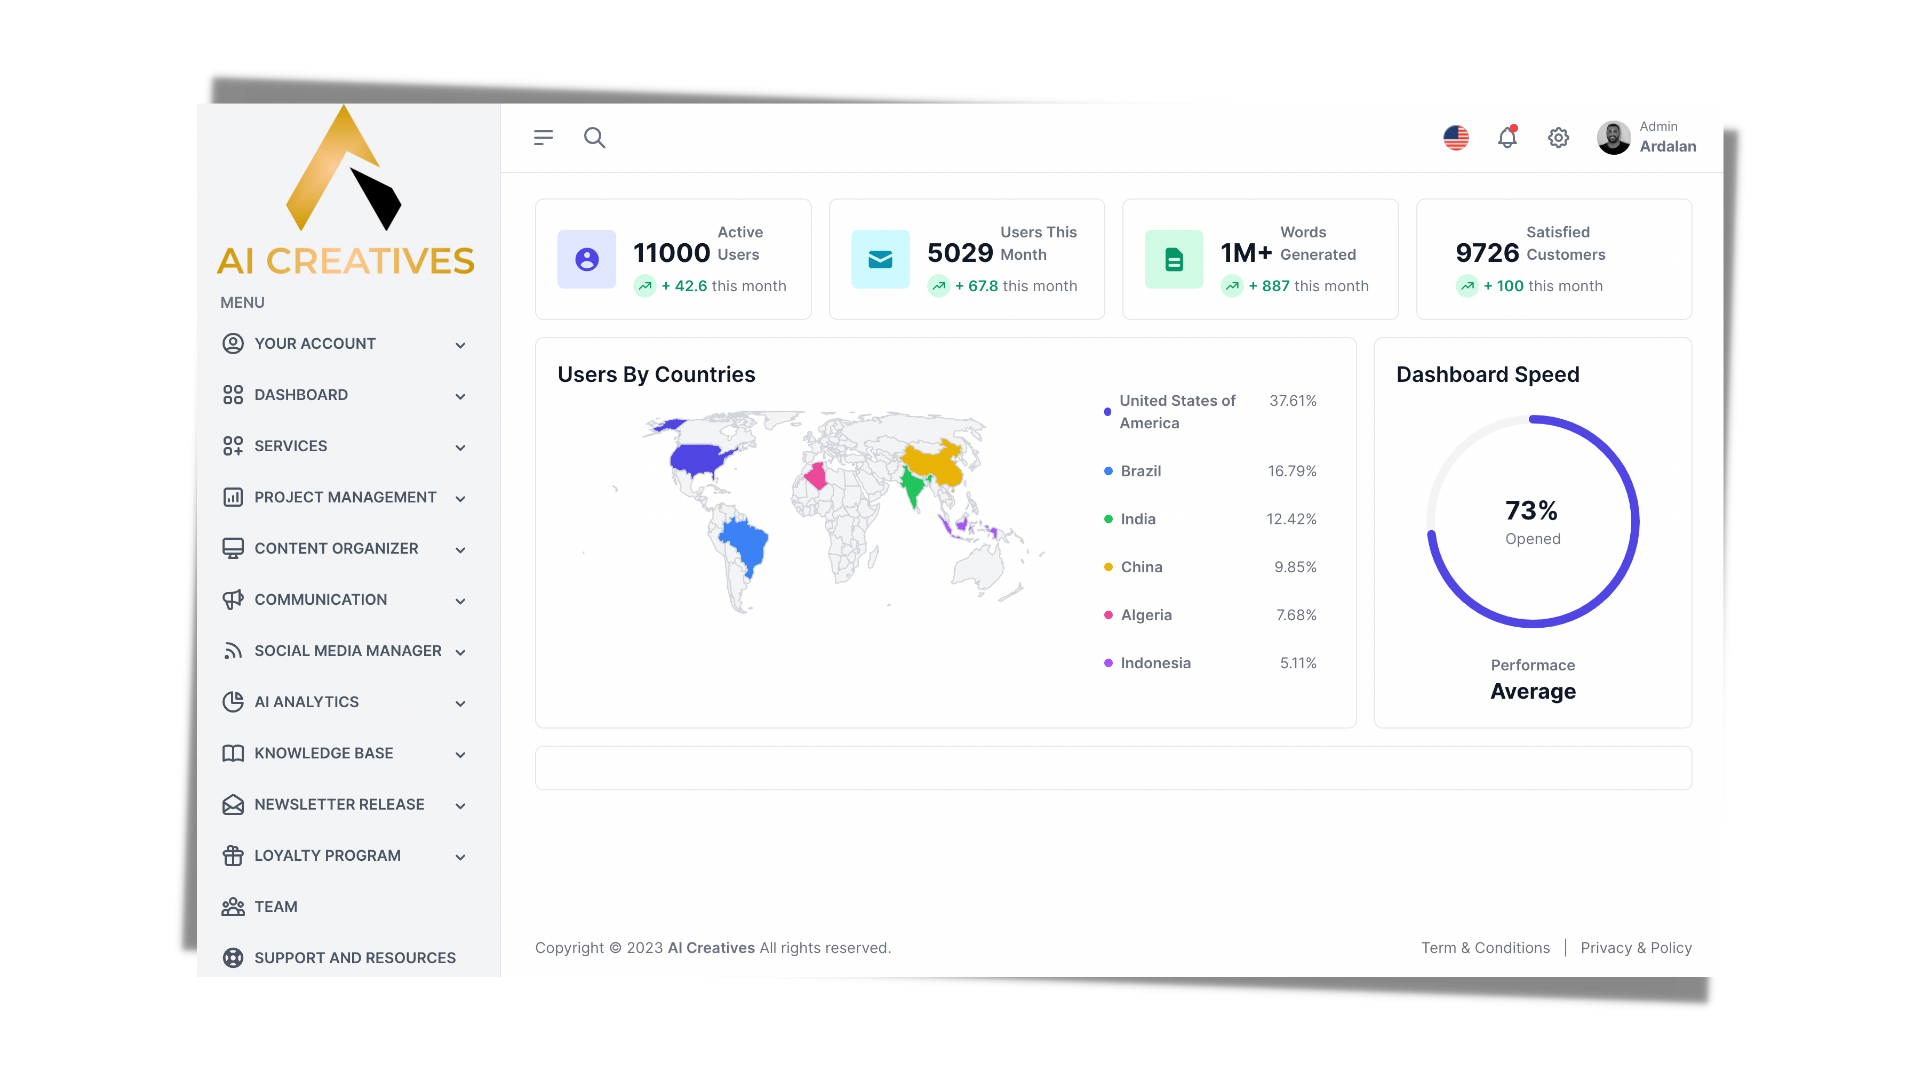 AI CREATIVES
MENU
YOUR ACCOUNT
DASHBOARD
SERVICES
PROJECT MANAGEMENT
CONTENT ORGANIZER
COMMUNICATION
SOCIAL MEDIA MANAGER
AI ANALYTICS
KNOWLEDGE BASE
NEWSLETTER RELEASE
LOYALTY PROGRAM
TEAM
SUPPORT AND RESOURCES
Admin
Ardalan
11000 Active Users
+ 42.6 this month
5029 Users This Month
+ 67.8 this month
1M+ Words Generated
+ 887 this month
9726 Satisfied Customers
+ 100 this month
Users By Countries
United States of America 37.61%
Brazil 16.79%
India 12.42%
China 9.85%
Algeria 7.68%
Indonesia 5.11%
Dashboard Speed
73%
Opened
Performace
Average
Copyright © 2023 AI Creatives All rights reserved.
Term & Conditions | Privacy & Policy